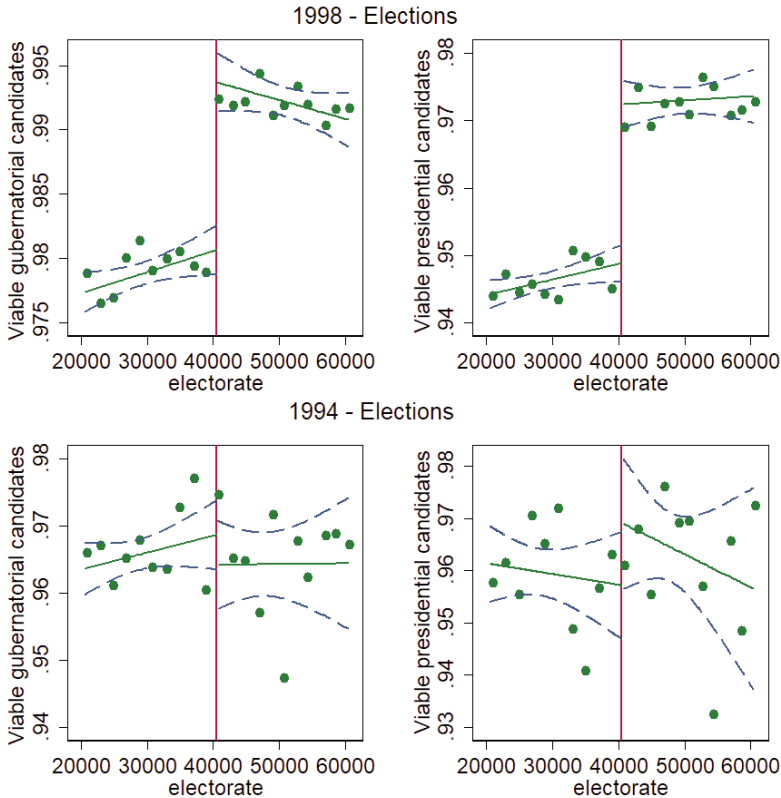 1998 - Elections
Viable gubernatorial candidates
.975 .98 .985 .99 .995
20000 30000 40000 50000 60000
electorate
Viable presidential candidates
.94 .95 .96 .97 .98
20000 30000 40000 50000 60000
electorate
1994 - Elections
Viable gubernatorial candidates
.94 .95 .96 .97 .98
20000 30000 40000 50000 60000
electorate
Viable presidential candidates
.93 .94 .95 .96 .97 .98
20000 30000 40000 50000 60000
electorate